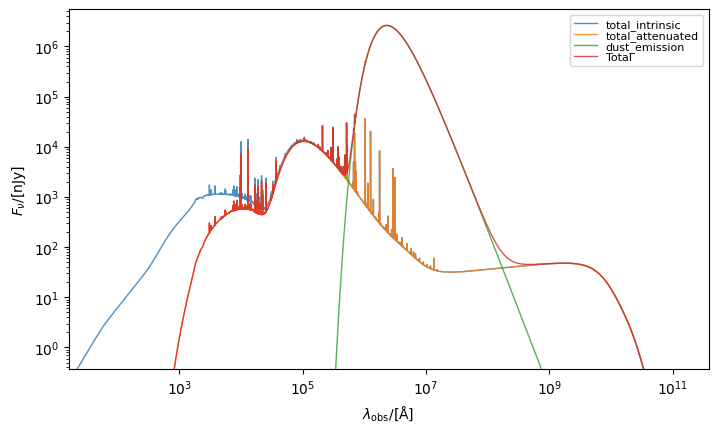 total_intrinsic
total_attenuated
dust_emission
Total
F_ν/[nJy]
10⁶
10⁵
10⁴
10³
10²
10¹
10⁰
10³ 10⁵ 10⁷ 10⁹ 10¹¹
λ_obs/[Å]